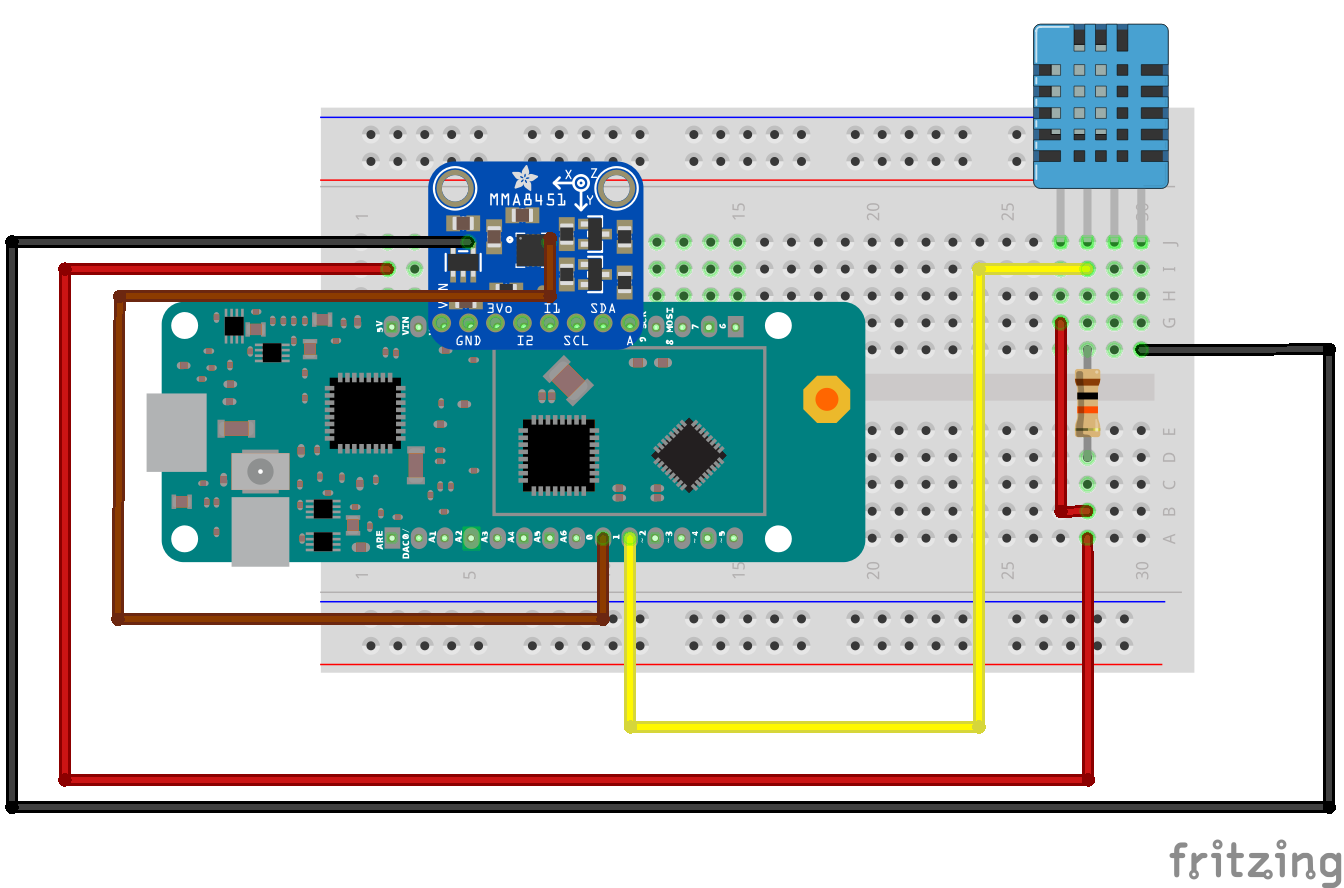 1
15
20
25
30
X
Z
Y
MMA8451
J
I
H
G
VIN
3Vo
I1
SDA
GND
I2
SCL
A
5V
VIN
8 MOSI
7
6
E
D
C
B
A
ARE
DAC0/
A1
A2
A3
A4
A5
A6
0
1
~2
~3
~4
~5
1
5
15
20
25
30
fritzing